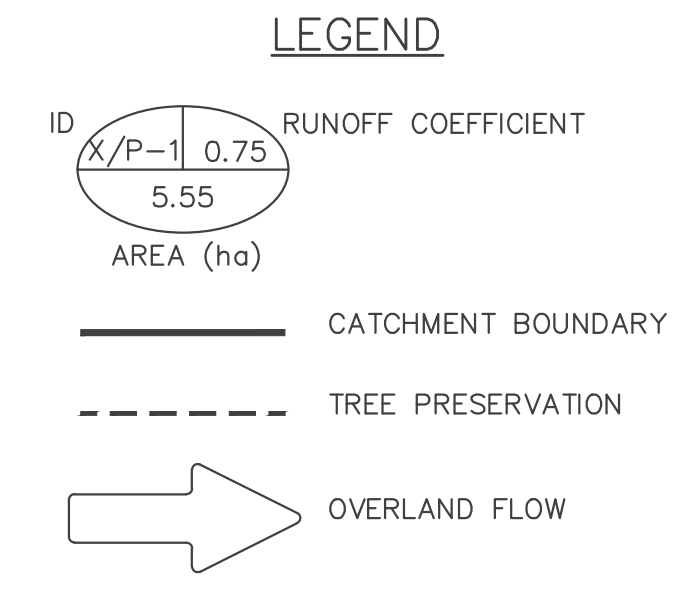 LEGEND
ID
RUNOFF COEFFICIENT
X/P-1
0.75
5.55
AREA (ha)
CATCHMENT BOUNDARY
TREE PRESERVATION
OVERLAND FLOW